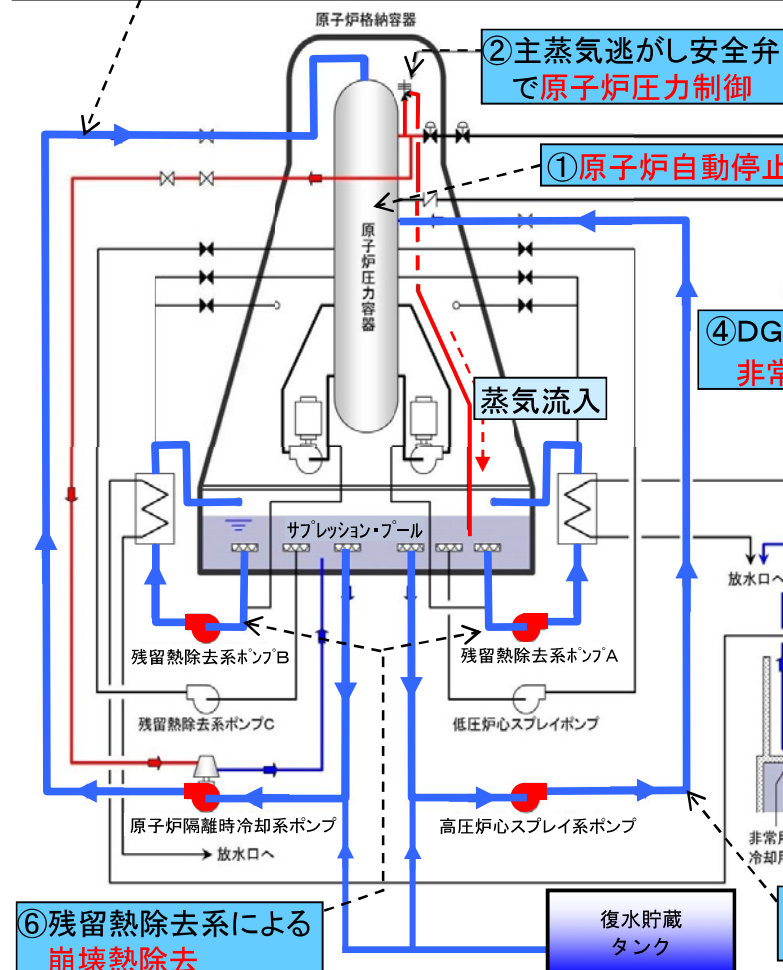 原子炉格納容器
②主蒸気逃がし安全弁
で原子炉圧力制御
①原子炉自動停止
原子炉圧力容器
④DG
非常
蒸気流入
サプレッション・プール
放水口へ
残留熱除去系ポンプB
残留熱除去系ポンプA
残留熱除去系ポンプC
低圧炉心スプレイポンプ
原子炉隔離時冷却系ポンプ
高圧炉心スプレイ系ポンプ
非常用
冷却用
放水口へ
⑥残留熱除去系による
崩壊熱除去
復水貯蔵
タンク